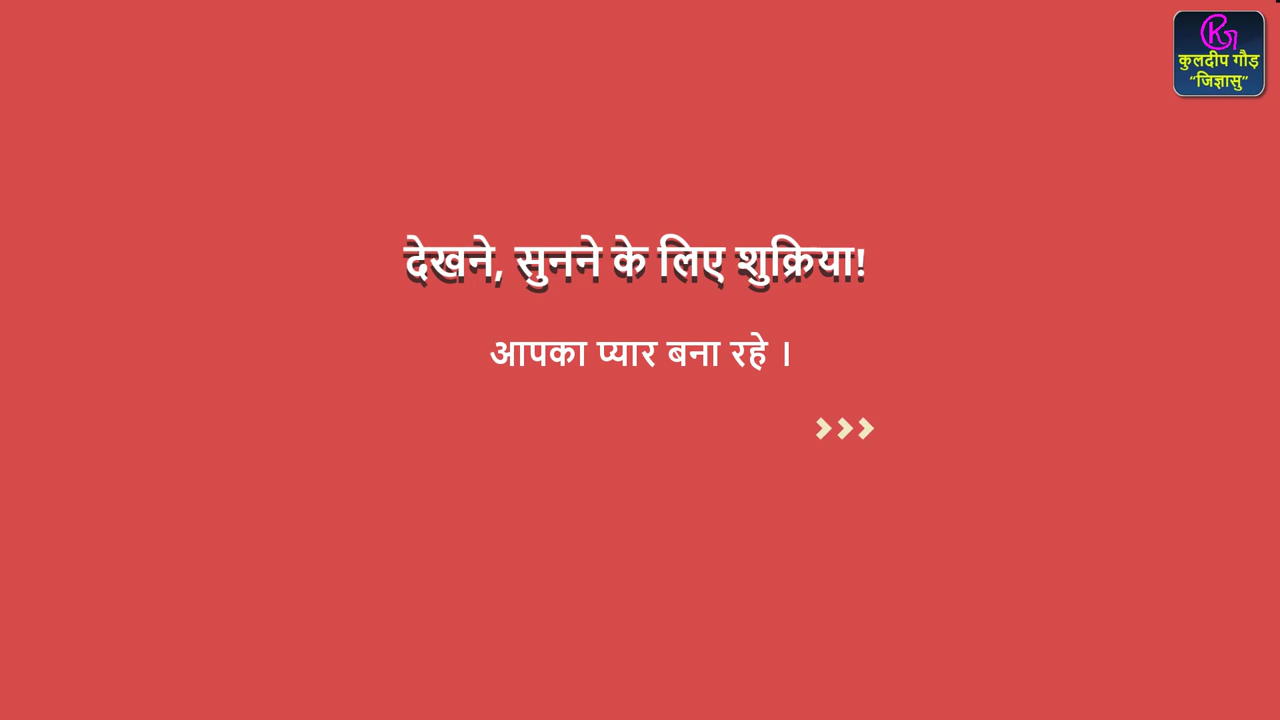 कुलदीप गौड़
“जिज्ञासु”
देखने, सुनने के लिए शुक्रिया!
आपका प्यार बना रहे ।